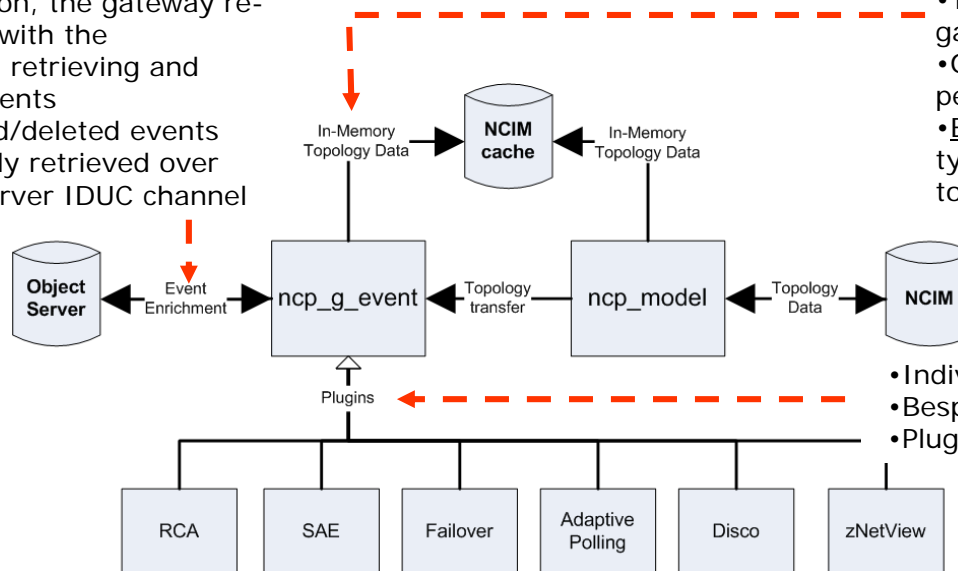 on, the gateway re-
with the
retrieving and
ents
d/deleted events
ly retrieved over
rver IDUC channel
ga
•C
pe
ty
to
In-Memory
Topology Data
NCIM
cache
In-Memory
Topology Data
Object
Server
Event
Enrichment
ncp_g_event
Topology
transfer
ncp_model
Topology
Data
NCIM
Plugins
•Indiv
•Besp
•Plug
RCA
SAE
Failover
Adaptive
Polling
Disco
zNetView